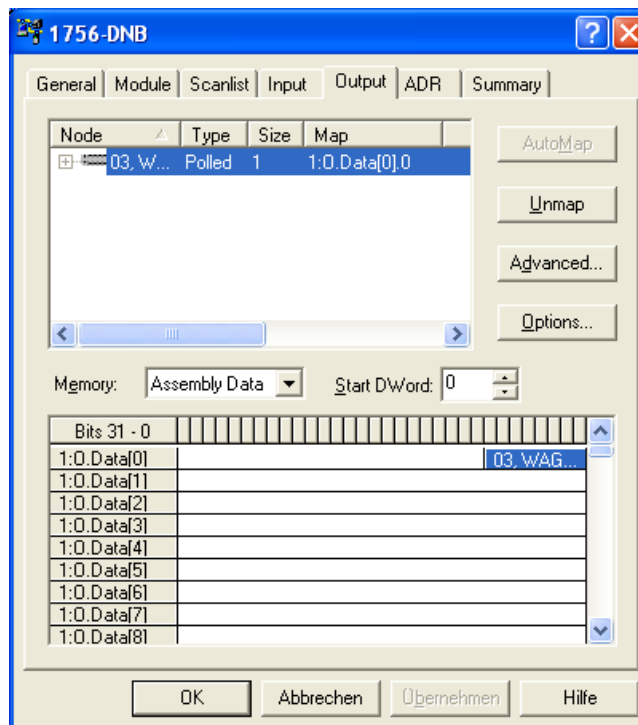 1756-DNB
General Module Scanlist Input Output ADR Summary
Node Type Size Map
03, W... Polled 1 1:O.Data[0].0
AutoMap
Unmap
Advanced...
Options...
Memory: Assembly Data Start DWord: 0
Bits 31 - 0
1:O.Data[0] 03, WAG...
1:O.Data[1]
1:O.Data[2]
1:O.Data[3]
1:O.Data[4]
1:O.Data[5]
1:O.Data[6]
1:O.Data[7]
1:O.Data[8]
OK Abbrechen Übernehmen Hilfe